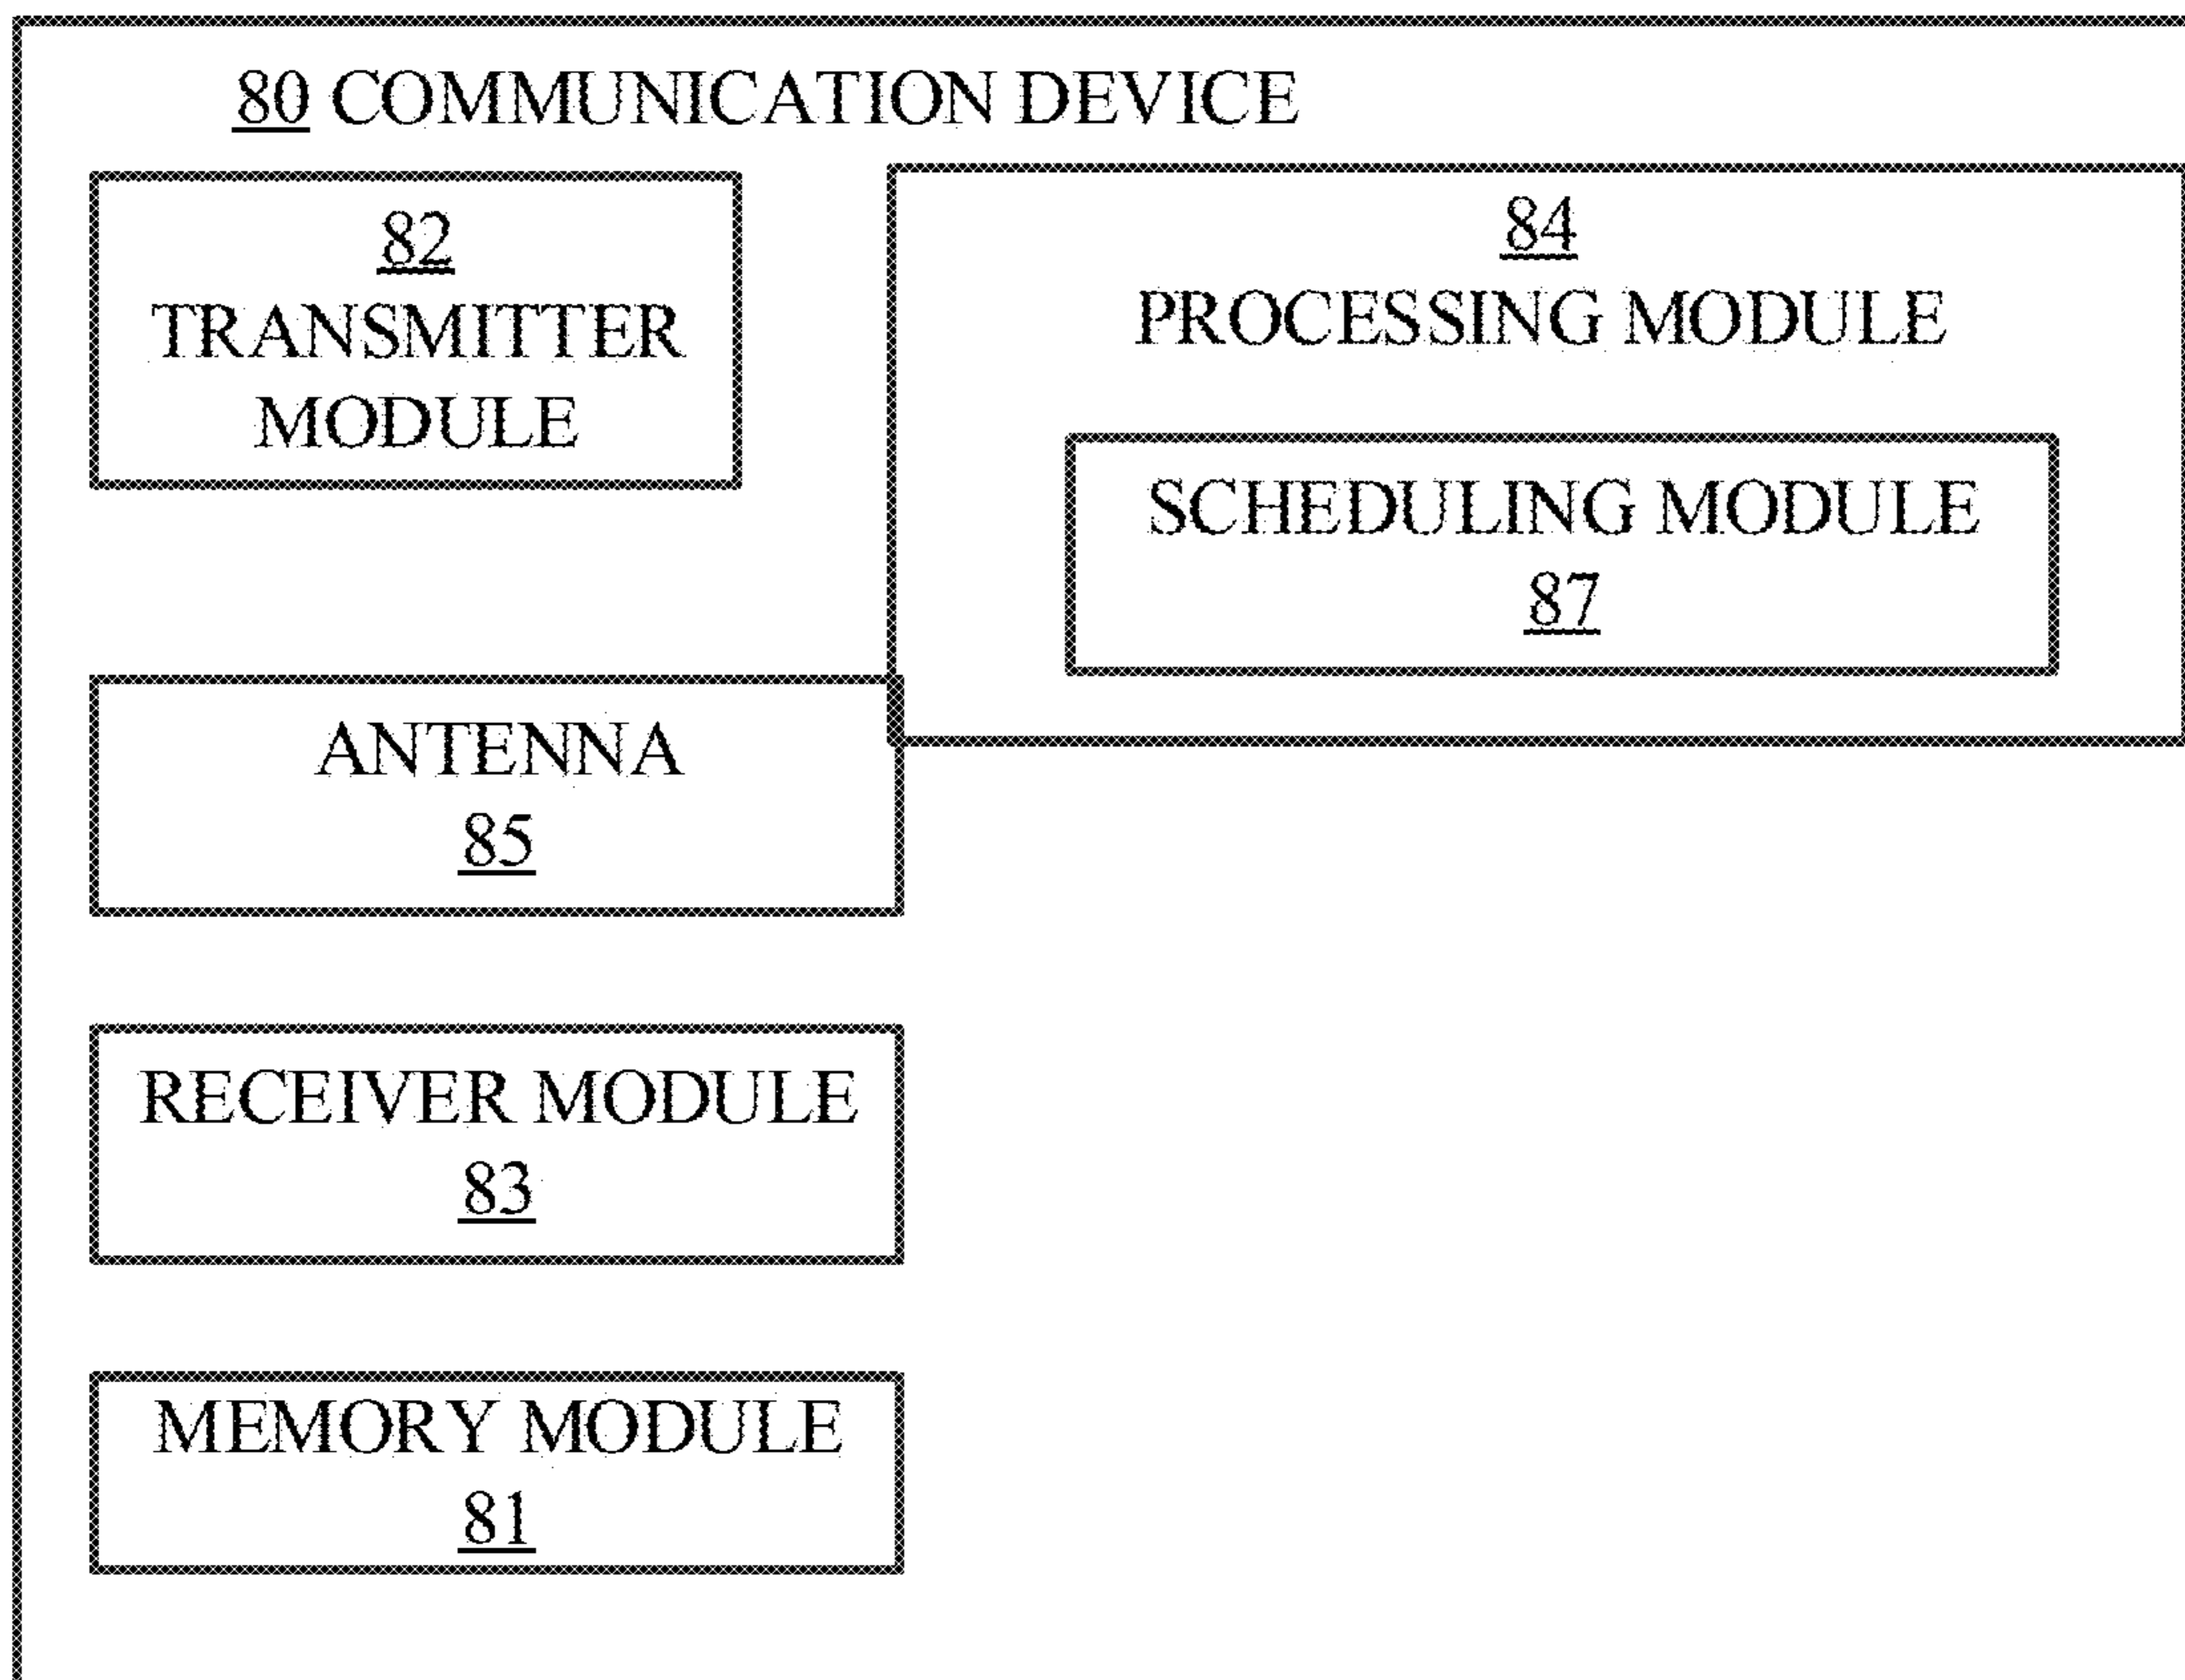 80 COMMUNICATION DEVICE
82
TRANSMITTER
MODULE
84
PROCESSING MODULE
SCHEDULING MODULE
87
ANTENNA
85
RECEIVER MODULE
83
MEMORY MODULE
81